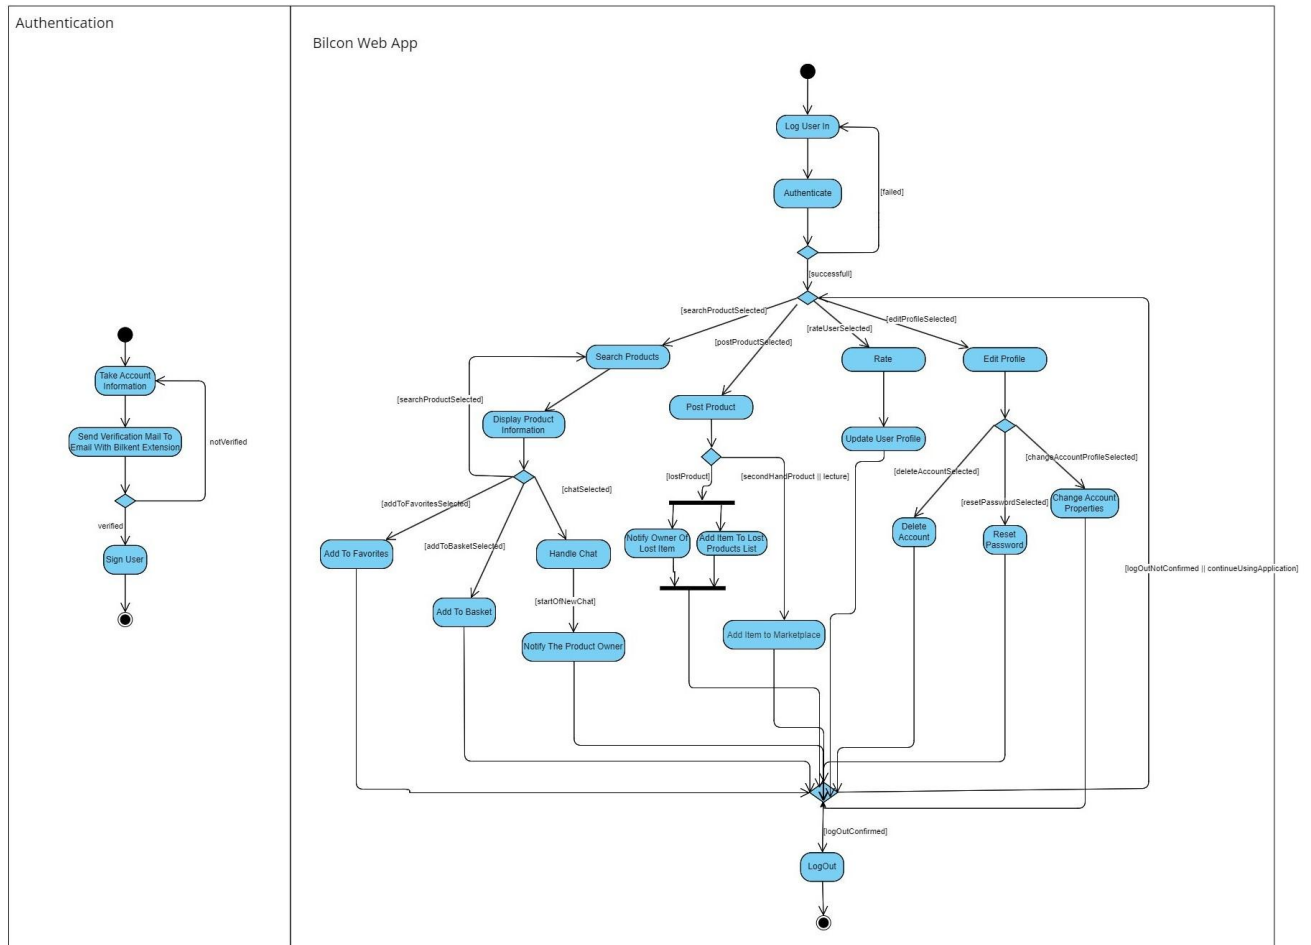 Authentication
Bilcon Web App
Log User In
Authenticate
[failed]
[successfull]
[searchProductSelected]
[postProductSelected]
[rateUserSelected]
[editProfileSelected]
Search Products
Rate
Edit Profile
[searchProductSelected]
Post Product
Display Product
Information
Update User Profile
[lostProduct]
[secondHandProduct || lecture]
[deleteAccountSelected]
[changeAccountProfileSelected]
[resetPasswordSelected]
[addToFavoritesSelected]
[chatSelected]
[addToBasketSelected]
Change Account
Properties
Delete
Account
Reset
Password
Notify Owner Of
Lost Item
Add Item To Lost
Products List
Add To Favorites
Handle Chat
[logOutNotConfirmed || continueUsingApplication]
[startOfNewChat]
Add To Basket
Notify The Product Owner
Add Item to Marketplace
[logOutConfirmed]
LogOut
Take Account
Information
Send Verification Mail To
Email With Bilkent Extension
notVerified
verified
Sign User